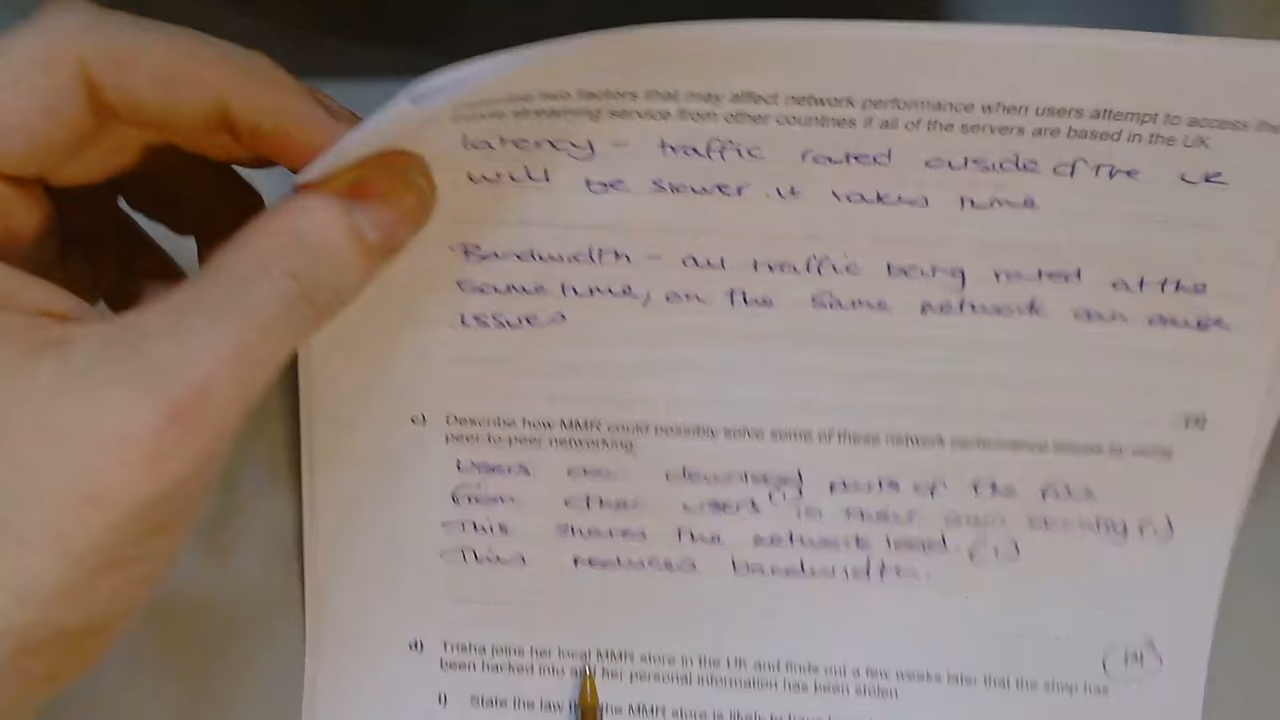 two factors that may affect network performance when users attempt to access the
streaming service from other countries if all of the servers are based in the UK
latency - traffic roated outside of the UK
will be slower. it takes time
Bandwidth - all traffic being roated at the
same time, on the same network can cause
issues
(4)
c) Describe how MMR could possibly solve some of these network performance issues by using
peer-to-peer networking
Users can download parts of the file
from other users (1) in their own country (1)
This shares the network load. (1)
This reduces bandwidth.
(3)
d) Trisha joins her local MMR store in the UK and finds out a few weeks later that the shop has
been hacked into and her personal information has been stolen
i) State the law the MMR store is likely to have